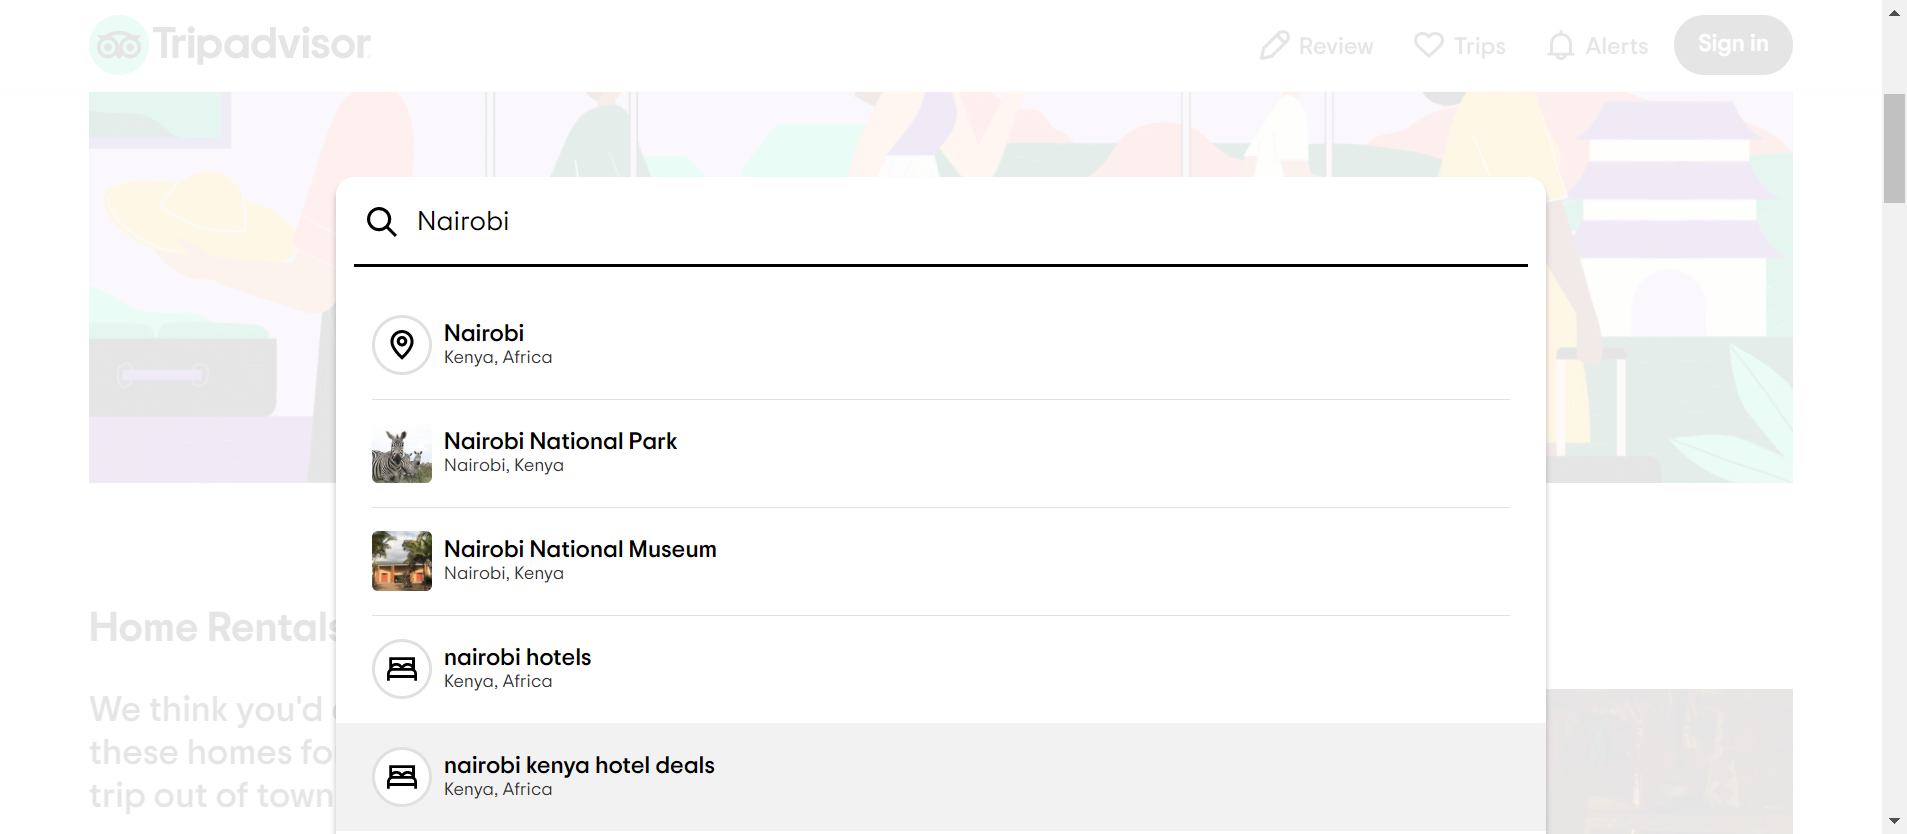 Tripadvisor
Review
Trips
Alerts
Sign in
Nairobi
Nairobi
Kenya, Africa
Nairobi National Park
Nairobi, Kenya
Nairobi National Museum
Nairobi, Kenya
nairobi hotels
Kenya, Africa
nairobi kenya hotel deals
Kenya, Africa
Home Rentals
We think you'd
these homes fo
trip out of town